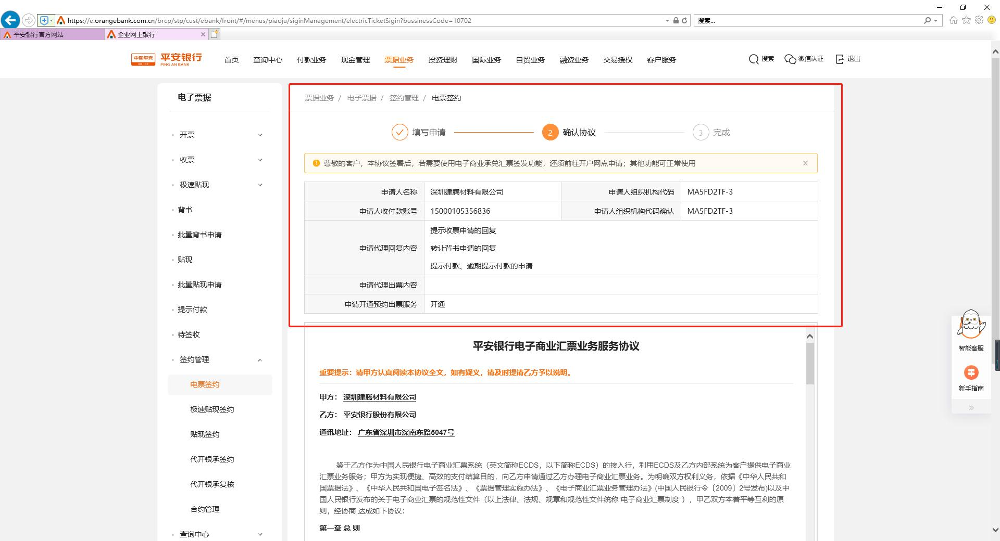 https://e.orangebank.com.cn/brcp/stp/cust/ebank/front/#/menus/piaoju/siginManagement/electricTicketSigin?bussinessCode=10702
搜索...
平安银行官方网站
企业网上银行
中国平安
平安银行
PING AN BANK
首页
查询中心
付款业务
现金管理
票据业务
投资理财
国际业务
自贸业务
融资业务
交易授权
客户服务
搜索
微信认证
退出
电子票据
开票
收票
极速贴现
背书
批量背书申请
贴现
批量贴现申请
提示付款
待签收
签约管理
电票签约
极速贴现签约
贴现签约
代开银承签约
代开银承复核
合约管理
查询中心
票据业务 / 电子票据 / 签约管理 / 电票签约
填写申请
2 确认协议
3 完成
尊敬的客户，本协议签署后，若需要使用电子商业承兑汇票签发功能，还须前往开户网点申请；其他功能可正常使用
申请人名称 深圳建腾材料有限公司 申请人组织机构代码 MA5FD2TF-3
申请人收付款账号 15000105356836 申请人组织机构代码确认 MA5FD2TF-3
申请代理回复内容
提示收票申请的回复
转让背书申请的回复
提示付款、逾期提示付款的申请
申请代理出票内容
申请开通预约出票服务 开通
平安银行电子商业汇票业务服务协议
重要提示：请甲方认真阅读本协议全文，如有疑义，请及时提请乙方予以说明。
甲方： 深圳建腾材料有限公司
乙方： 平安银行股份有限公司
通讯地址： 广东省深圳市深南东路5047号
鉴于乙方作为中国人民银行电子商业汇票系统（英文简称ECDS，以下简称ECDS）的接入行，利用ECDS及乙方内部系统为客户提供电子商业
汇票业务服务；甲方为实现便捷、高效的支付结算目的，向乙方申请通过乙方办理电子商业汇票业务。为明确双方权利义务，依据《中华人民共和
国票据法》、《中华人民共和国电子签名法》、《票据管理实施办法》、《电子商业汇票业务管理办法》(中国人民银行令〔2009〕2号发布)以及中
国人民银行发布的关于电子商业汇票的规范性文件（以上法律、法规、规章和规范性文件统称“电子商业汇票制度”），甲乙双方本着平等互利的原
则，经协商,达成如下协议：
第一章 总 则
智能客服
新手指南